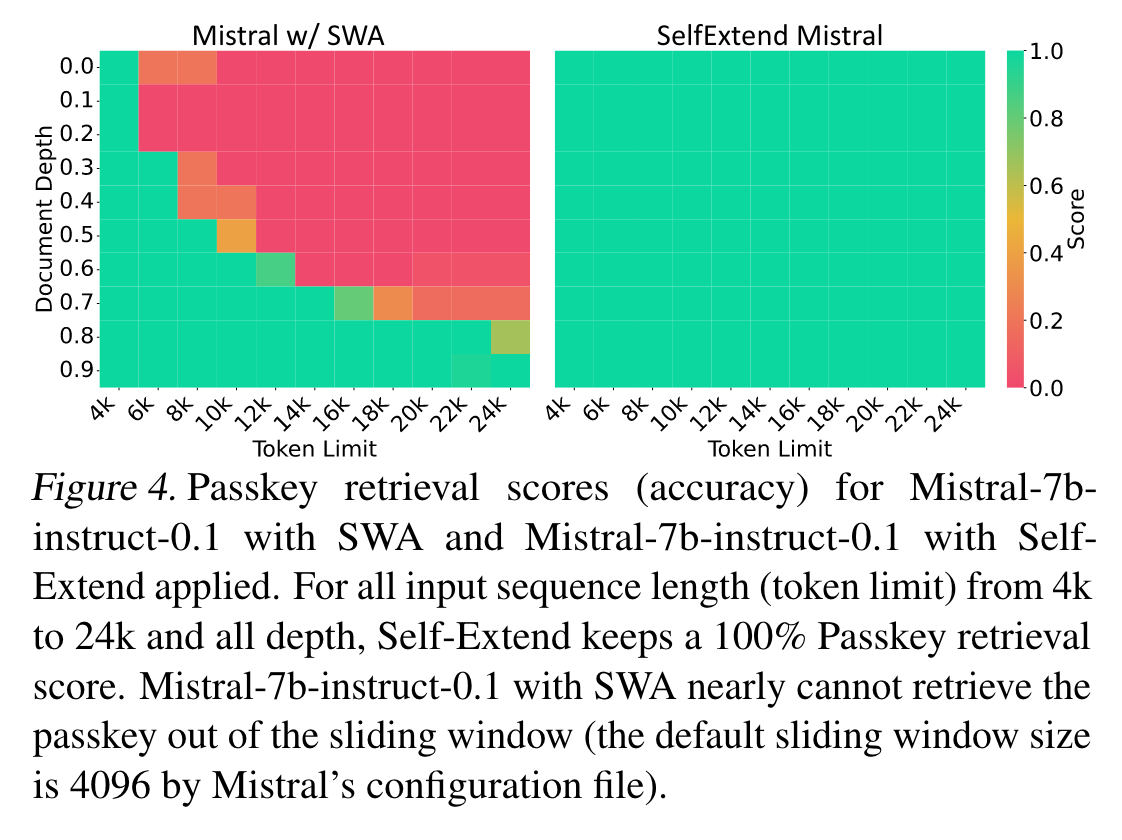 Mistral w/ SWA
SelfExtend Mistral
Document Depth
0.0
0.1
0.2
0.3
0.4
0.5
0.6
0.7
0.8
0.9
4k 6k 8k 10k 12k 14k 16k 18k 20k 22k 24k
Token Limit
4k 6k 8k 10k 12k 14k 16k 18k 20k 22k 24k
Token Limit
1.0
0.8
0.6
0.4
0.2
0.0
Score
Figure 4. Passkey retrieval scores (accuracy) for Mistral-7b-
instruct-0.1 with SWA and Mistral-7b-instruct-0.1 with Self-
Extend applied. For all input sequence length (token limit) from 4k
to 24k and all depth, Self-Extend keeps a 100% Passkey retrieval
score. Mistral-7b-instruct-0.1 with SWA nearly cannot retrieve the
passkey out of the sliding window (the default sliding window size
is 4096 by Mistral's configuration file).